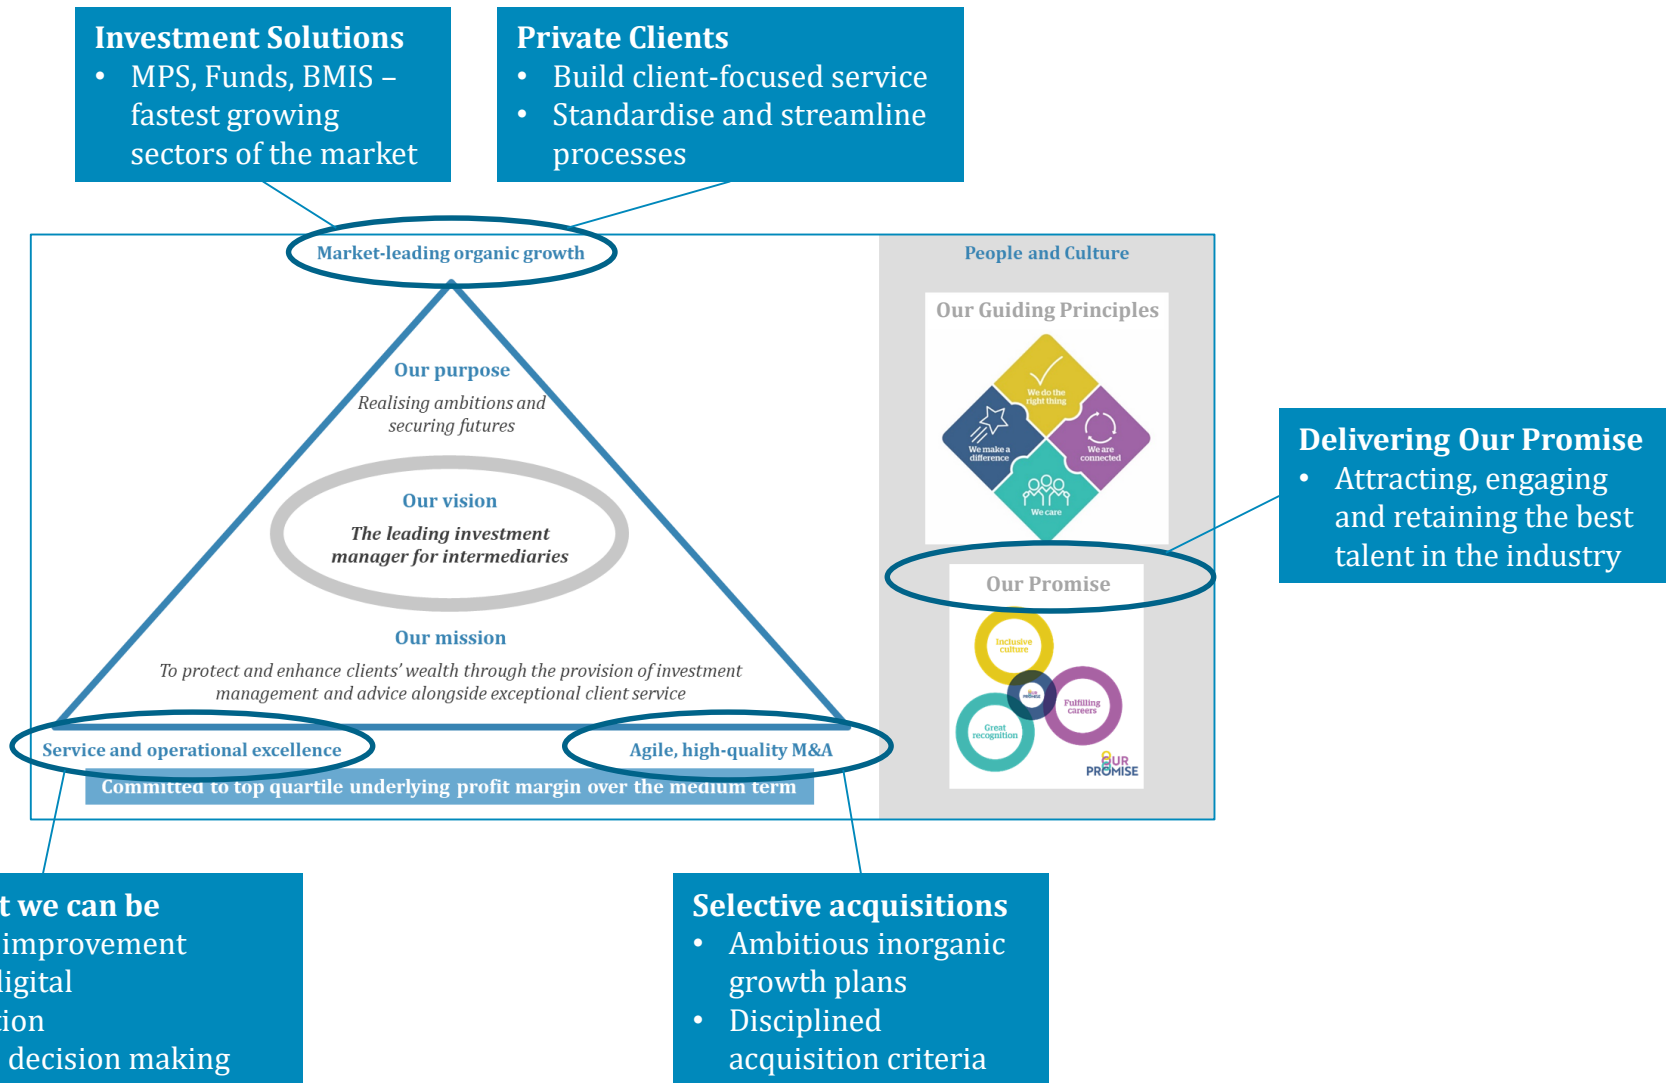 Investment Solutions
• MPS, Funds, BMIS –
fastest growing
sectors of the market
Private Clients
• Build client-focused service
• Standardise and streamline
processes
Market-leading organic growth
Our purpose
Realising ambitions and
securing futures
Our vision
The leading investment
manager for intermediaries
Our mission
To protect and enhance clients' wealth through the provision of investment
management and advice alongside exceptional client service
Service and operational excellence
Agile, high-quality M&A
Committed to top quartile underlying profit margin over the medium term
People and Culture
Our Guiding Principles
We do the
right thing
We make a
difference
We are
connected
We care
Our Promise
Inclusive
culture
OUR
PROMISE
Fulfilling
careers
Great
recognition
OUR
PROMISE
Delivering Our Promise
• Attracting, engaging
and retaining the best
talent in the industry
we can be
improvement
decision making
Selective acquisitions
• Ambitious inorganic
growth plans
• Disciplined
acquisition criteria